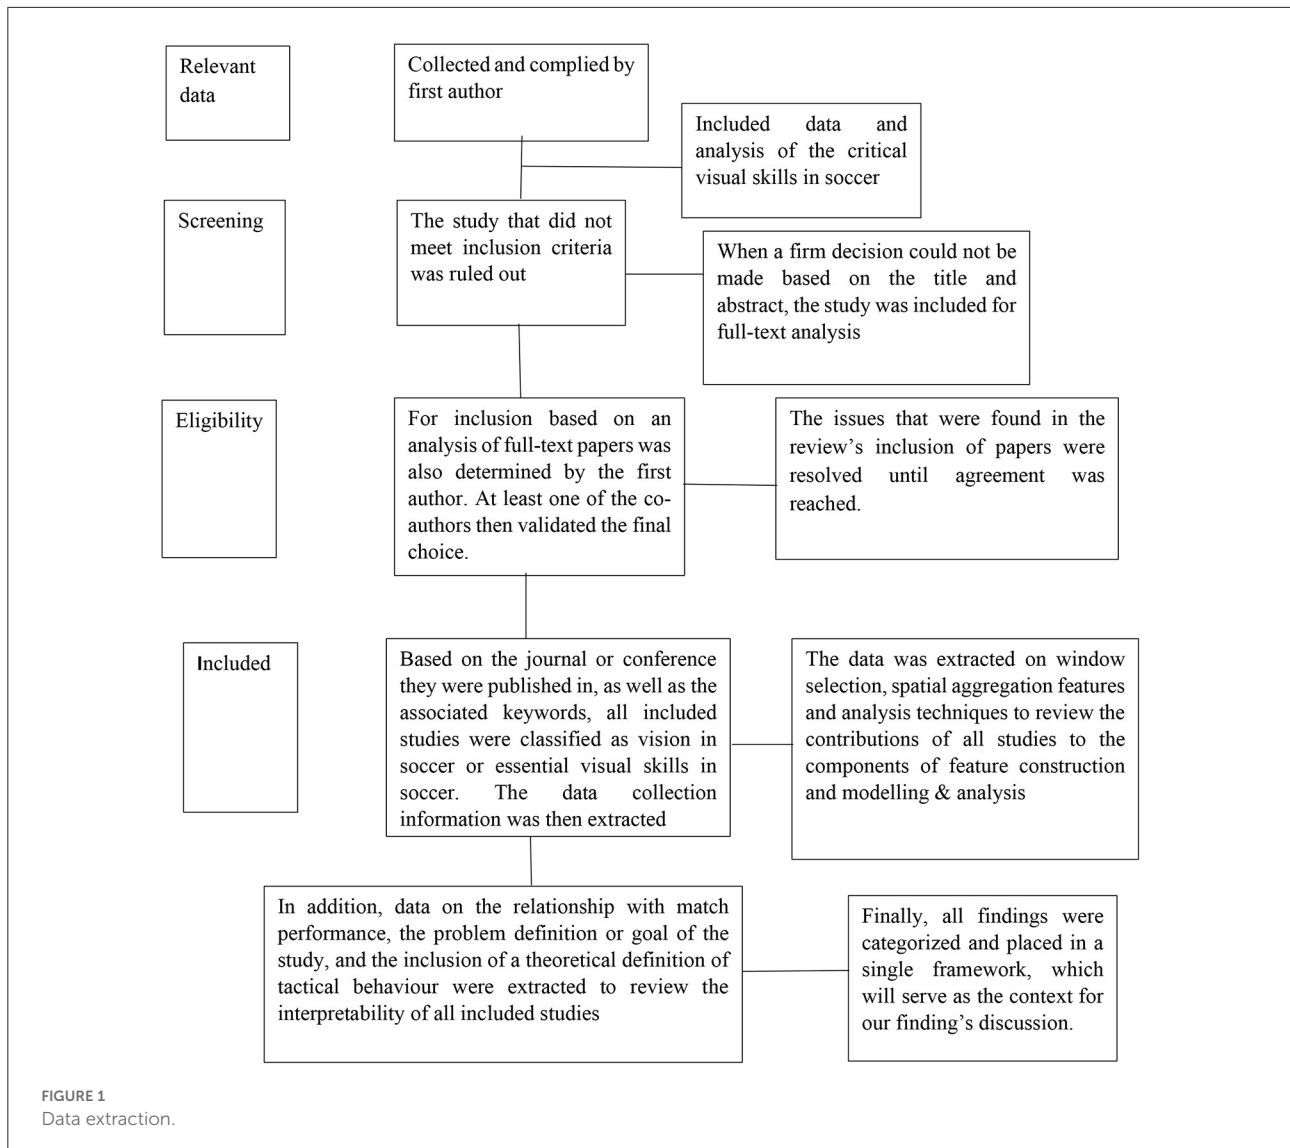 Relevant
data
Collected and complied by
first author
Included data and
analysis of the critical
visual skills in soccer
Screening
The study that did not
meet inclusion criteria
was ruled out
When a firm decision could not be
made based on the title and
abstract, the study was included for
full-text analysis
Eligibility
For inclusion based on an
analysis of full-text papers was
also determined by the first
author. At least one of the co-
authors then validated the final
choice.
The issues that were found in the
review's inclusion of papers were
resolved until agreement was
reached.
Included
Based on the journal or conference
they were published in, as well as the
associated keywords, all included
studies were classified as vision in
soccer or essential visual skills in
soccer. The data collection
information was then extracted
The data was extracted on window
selection, spatial aggregation features
and analysis techniques to review the
contributions of all studies to the
components of feature construction
and modelling & analysis
In addition, data on the relationship with match
performance, the problem definition or goal of the
study, and the inclusion of a theoretical definition of
tactical behaviour were extracted to review the
interpretability of all included studies
Finally, all findings were
categorized and placed in a
single framework, which
will serve as the context for
our finding's discussion.
FIGURE 1
Data extraction.